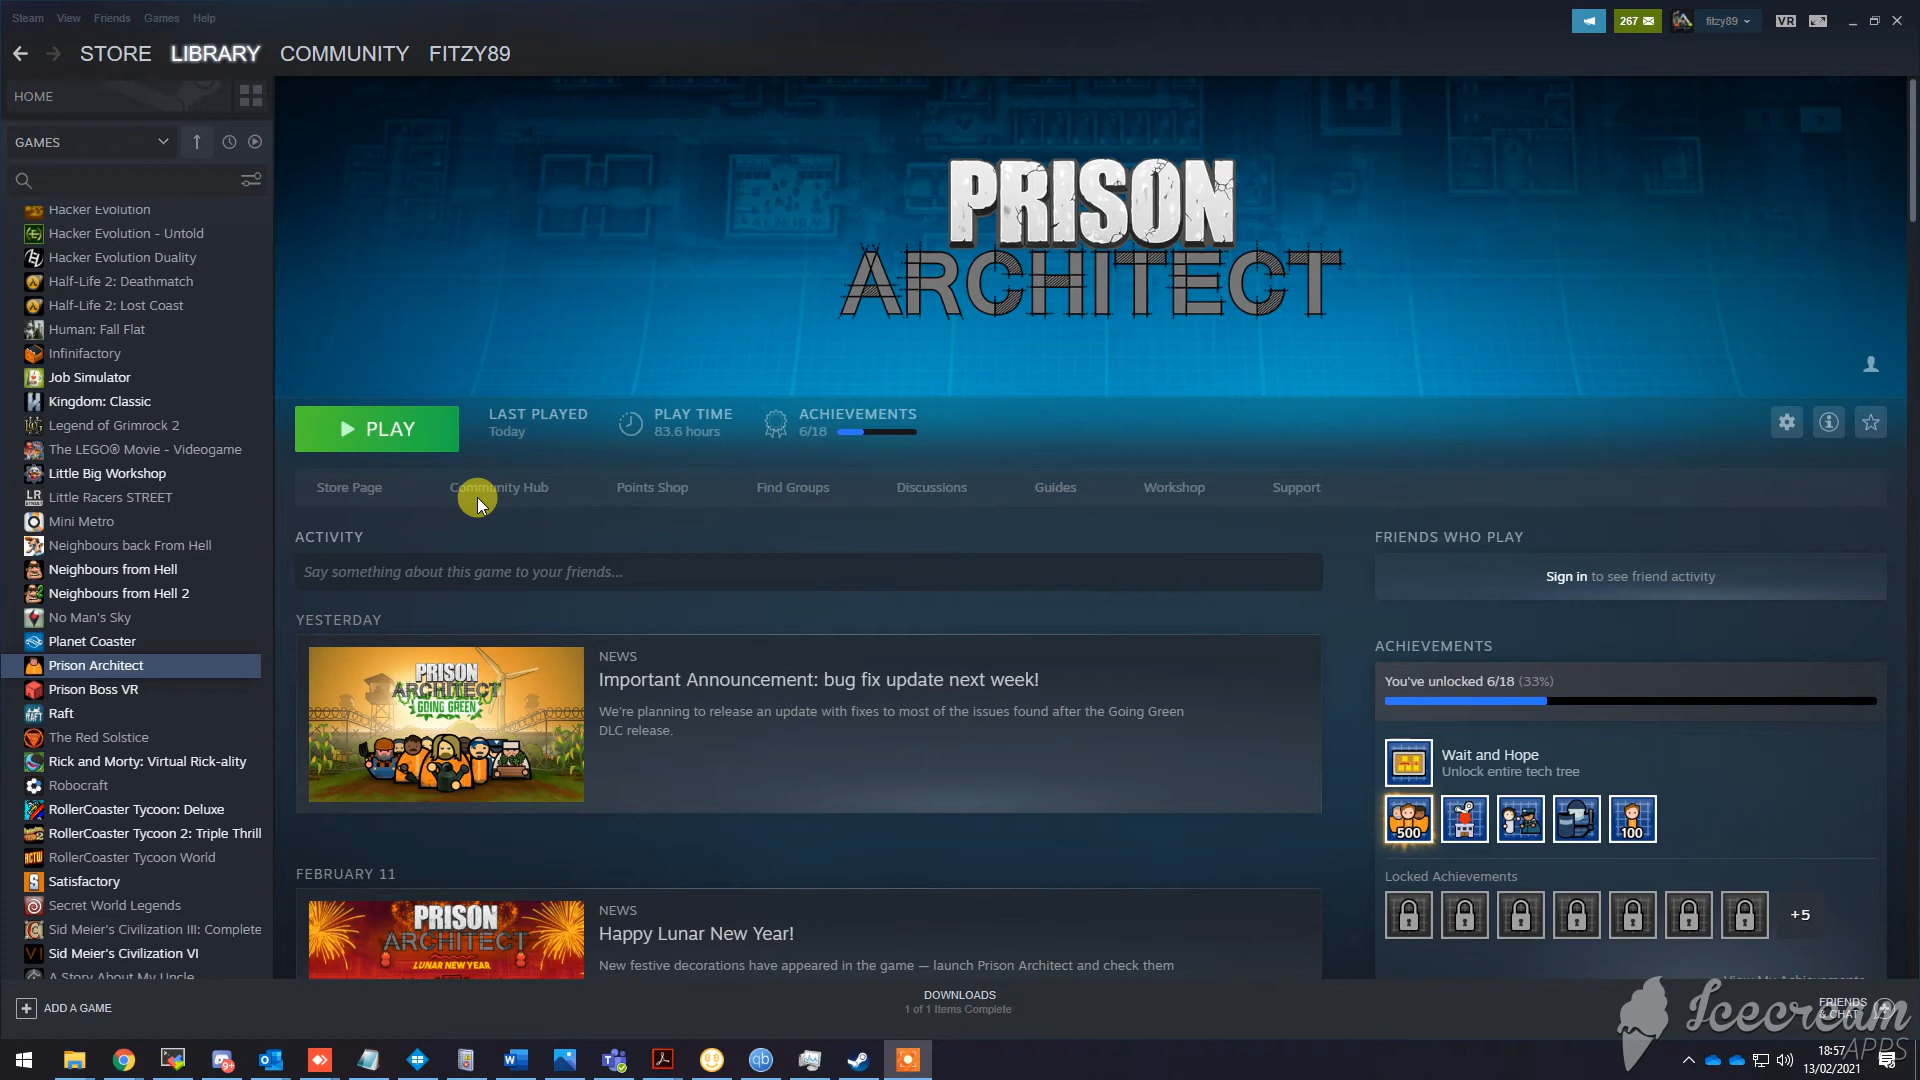 Steam View Friends Games Help
267
fitzy89
VR
STORE LIBRARY COMMUNITY FITZY89
HOME
GAMES
Hacker Evolution
Hacker Evolution - Untold
Hacker Evolution Duality
Half-Life 2: Deathmatch
Half-Life 2: Lost Coast
Human: Fall Flat
Infinifactory
Job Simulator
Kingdom: Classic
Legend of Grimrock 2
The LEGO® Movie - Videogame
Little Big Workshop
LR Little Racers STREET
Mini Metro
Neighbours back From Hell
Neighbours from Hell
Neighbours from Hell 2
No Man's Sky
Planet Coaster
Prison Architect
Prison Boss VR
Raft
The Red Solstice
Rick and Morty: Virtual Rick-ality
Robocraft
RollerCoaster Tycoon: Deluxe
RollerCoaster Tycoon 2: Triple Thrill
RollerCoaster Tycoon World
Satisfactory
Secret World Legends
Sid Meier's Civilization III: Complete
Sid Meier's Civilization VI
A Story About My Uncle
ADD A GAME
PRISON
ARCHITECT
PLAY
LAST PLAYED
Today
PLAY TIME
83.6 hours
ACHIEVEMENTS
6/18
Store Page Community Hub Points Shop Find Groups Discussions Guides Workshop Support
ACTIVITY
Say something about this game to your friends...
YESTERDAY
PRISON
ARCHITECT
GOING GREEN
NEWS
Important Announcement: bug fix update next week!
We're planning to release an update with fixes to most of the issues found after the Going Green
DLC release.
FEBRUARY 11
PRISON
ARCHITECT
LUNAR NEW YEAR
NEWS
Happy Lunar New Year!
New festive decorations have appeared in the game — launch Prison Architect and check them
FRIENDS WHO PLAY
Sign in to see friend activity
ACHIEVEMENTS
You've unlocked 6/18 (33%)
Wait and Hope
Unlock entire tech tree
500
100
Locked Achievements
+5
View My Achievements
DOWNLOADS
1 of 1 Items Complete
FRIENDS
& CHAT
Icecream
APPS
9+
qb
18:57
13/02/2021